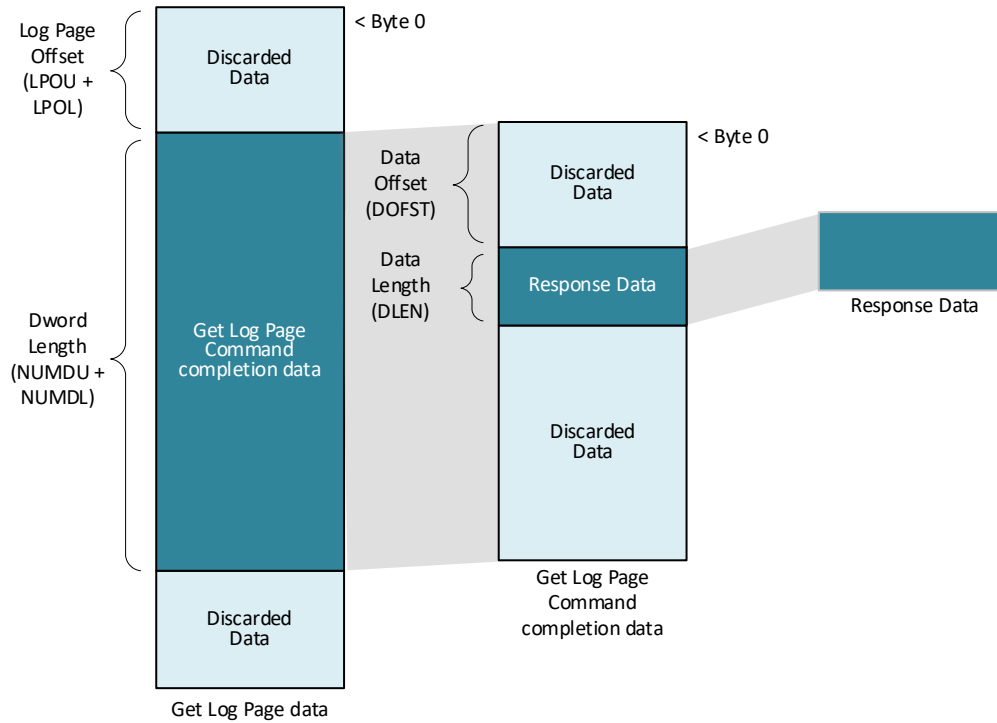 Log Page
Offset
(LPOU +
LPOL)
< Byte 0
Discarded
Data
Dword
Length
(NUMDU +
NUMDL)
Get Log Page
Command
completion data
Discarded
Data
Get Log Page data
Data
Offset
(DOFST)
< Byte 0
Discarded
Data
Data
Length
(DLEN)
Response Data
Discarded
Data
Get Log Page
Command
completion data
Response Data